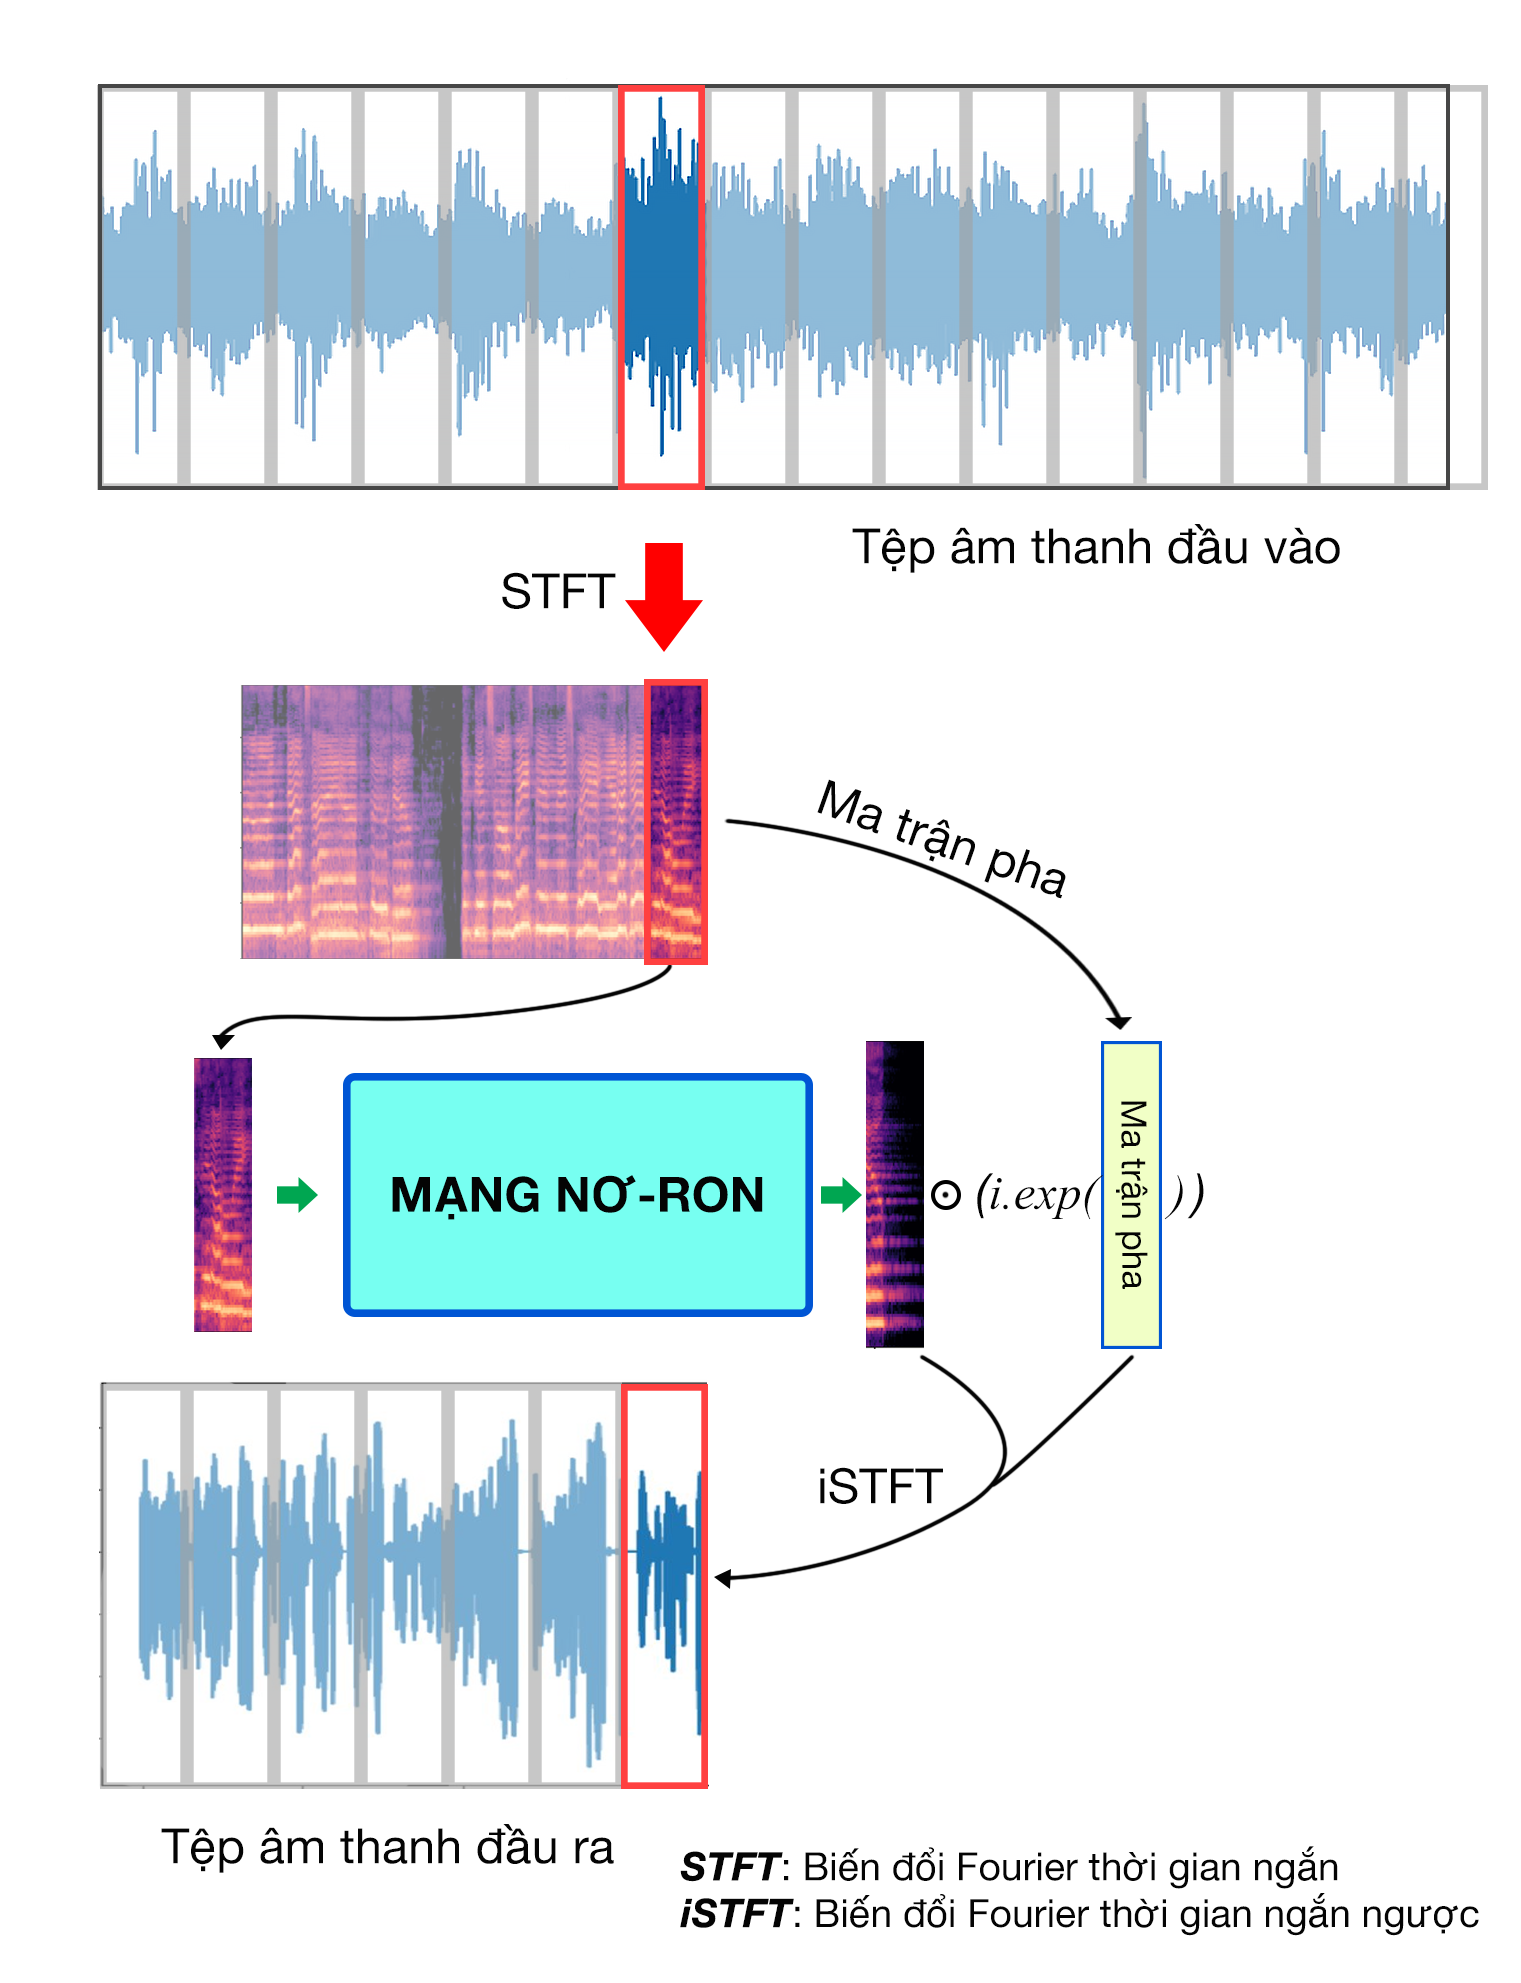 Tệp âm thanh đầu vào
STFT
Ma trận pha
MẠNG NƠ-RON
⊙ (i.exp( Ma trận pha ))
iSTFT
Tệp âm thanh đầu ra
STFT: Biến đổi Fourier thời gian ngắn
iSTFT: Biến đổi Fourier thời gian ngắn ngược